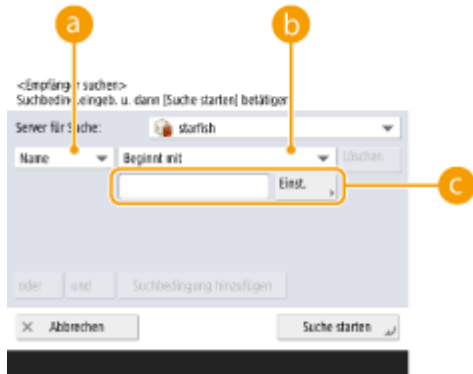 a b
<Empfänger suchen>
Suchbeding.eingeb. u. dann [Suche starten] betätigen
Server für Suche: starfish
Name Beginnt mit Löschen
Einst.
c
oder und Suchbedingung hinzufügen
× Abbrechen Suche starten